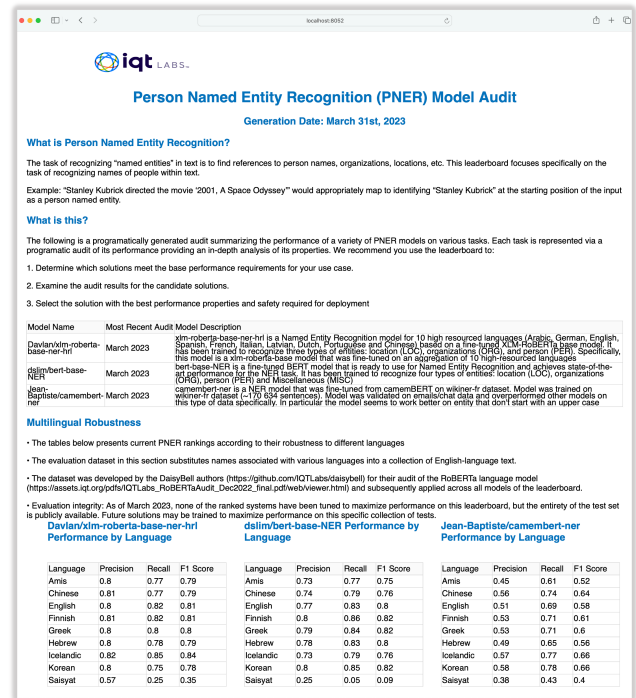 localhost:8052
iqt LABS.
Person Named Entity Recognition (PNER) Model Audit
Generation Date: March 31st, 2023
What is Person Named Entity Recognition?
The task of recognizing “named entities” in text is to find references to person names, organizations, locations, etc. This leaderboard focuses specifically on the
task of recognizing names of people within text.
Example: “Stanley Kubrick directed the movie ‘2001, A Space Odyssey’” would appropriately map to identifying “Stanley Kubrick” at the starting position of the input
as a person named entity.
What is this?
The following is a programatically generated audit summarizing the performance of a variety of PNER models on various tasks. Each task is represented via a
programatic audit of its performance providing an in-depth analysis of its properties. We recommend you use the leaderboard to:
1. Determine which solutions meet the base performance requirements for your use case.
2. Examine the audit results for the candidate solutions.
3. Select the solution with the best performance properties and safety required for deployment
Model Name Most Recent Audit Model Description
Davlan/xlm-roberta-base-ner-hrl March 2023 xlm-roberta-base-ner-hrl is a Named Entity Recognition model for 10 high resourced languages (Arabic, German, English,
Spanish, French, Italian, Latvian, Dutch, Portuguese and Chinese) based on a fine-tuned XLM-RoBERTa base model. It
has been trained to recognize three types of entities: location (LOC), organizations (ORG), and person (PER). Specifically,
this model is a xlm-roberta model that was fine-tuned on an aggregation of 10 high-resourced languages
dslim/bert-base-NER March 2023 bert-base-NER is a fine-tuned BERT model that is ready to use for Named Entity Recognition and achieves state-of-the-
art performance for the NER task. It has been trained to recognize four types of entities: location (LOC), organizations
(ORG), person (PER) and Miscellaneous (MISC)
Jean-Baptiste/camembert-ner March 2023 camembert-ner is a NER model that was fine-tuned from camemBERT on wikiner-fr dataset. Model was trained on
wikiner-fr dataset (~170 634 sentences). Model was validated on emails/chat data and overperformed other models on
this type of data specifically. In particular the model seems to work better on entity that don't start with an upper case
Multilingual Robustness
• The tables below presents current PNER rankings according to their robustness to different languages
• The evaluation dataset in this section substitutes names associated with various languages into a collection of English-language text.
• The dataset was developed by the DaisyBell authors (https://github.com/IQTLabs/daisybell) for their audit of the RoBERTa language model
(https://assets.iqt.org/pdfs/IQTLabs_RoBERTaAudit_Dec2022_final.pdf/web/viewer.html) and subsequently applied across all models of the leaderboard.
• Evaluation integrity: As of March 2023, none of the ranked systems have been tuned to maximize performance on this leaderboard, but the entirety of the test set
is publicly available. Future solutions may be trained to maximize performance on this specific collection of tests.
Davlan/xlm-roberta-base-ner-hrl
Performance by Language
Language Precision Recall F1 Score
Amis 0.8 0.77 0.79
Chinese 0.81 0.77 0.79
English 0.8 0.82 0.81
Finnish 0.81 0.82 0.81
Greek 0.8 0.8 0.8
Hebrew 0.8 0.78 0.79
Icelandic 0.82 0.85 0.84
Korean 0.8 0.75 0.78
Saisyat 0.57 0.25 0.35
dslim/bert-base-NER Performance by
Language
Language Precision Recall F1 Score
Amis 0.73 0.77 0.75
Chinese 0.74 0.79 0.76
English 0.77 0.83 0.8
Finnish 0.8 0.86 0.82
Greek 0.79 0.84 0.82
Hebrew 0.78 0.83 0.8
Icelandic 0.73 0.79 0.76
Korean 0.8 0.85 0.82
Saisyat 0.25 0.05 0.09
Jean-Baptiste/camembert-ner
Performance by Language
Language Precision Recall F1 Score
Amis 0.45 0.61 0.52
Chinese 0.56 0.74 0.64
English 0.51 0.69 0.58
Finnish 0.53 0.71 0.61
Greek 0.53 0.71 0.6
Hebrew 0.49 0.65 0.56
Icelandic 0.57 0.77 0.66
Korean 0.58 0.78 0.66
Saisyat 0.38 0.43 0.4